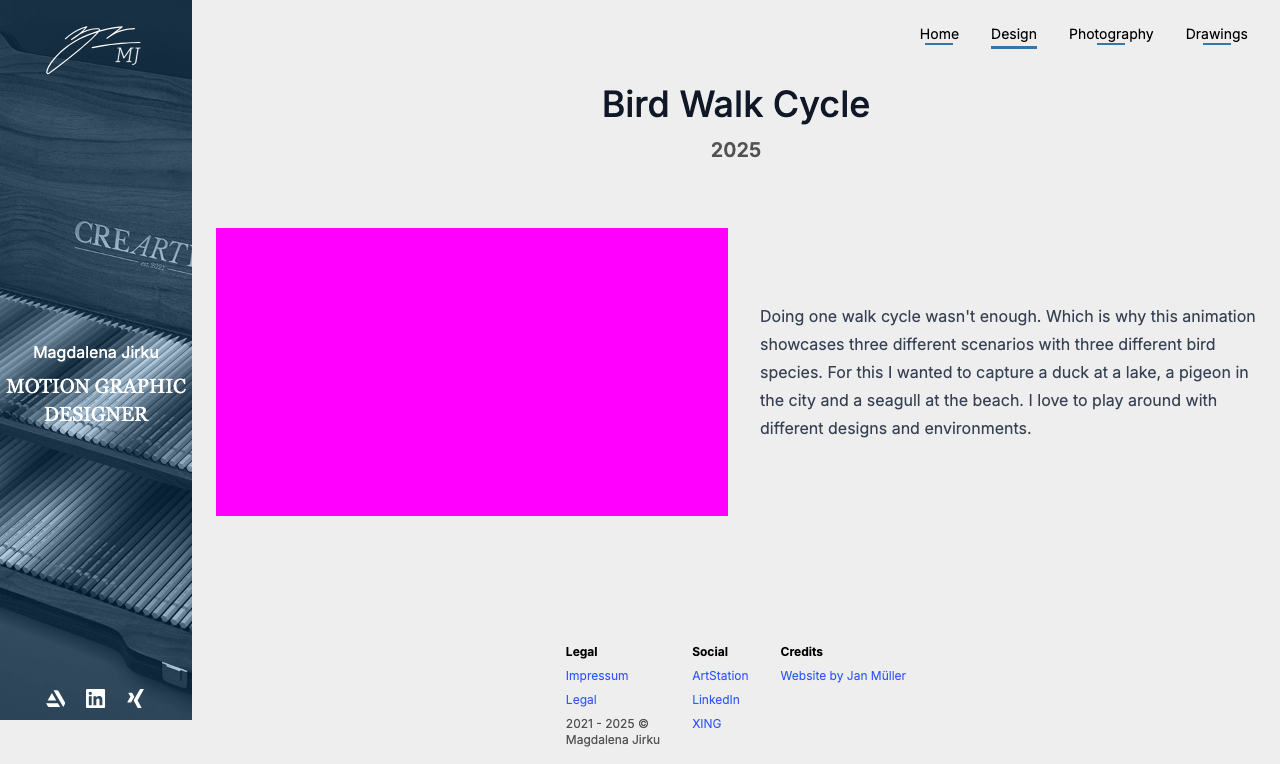 MJ
CREARTE
est. 2021
Magdalena Jirku
MOTION GRAPHIC
DESIGNER
Home
Design
Photography
Drawings
Bird Walk Cycle
2025
Doing one walk cycle wasn't enough. Which is why this animation
showcases three different scenarios with three different bird
species. For this I wanted to capture a duck at a lake, a pigeon in
the city and a seagull at the beach. I love to play around with
different designs and environments.
Legal
Impressum
Legal
2021 - 2025 ©
Magdalena Jirku
Social
ArtStation
LinkedIn
XING
Credits
Website by Jan Müller